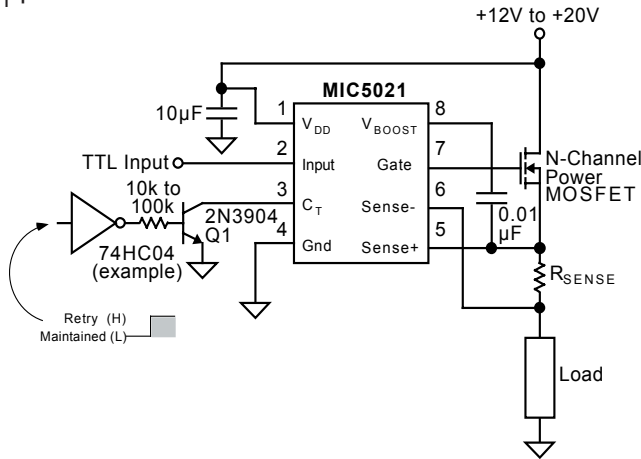 +12V to +20V
MIC5021
10µF
1
8
V_DD
V_BOOST
TTL Input
2
7
Input
Gate
N-Channel
Power
MOSFET
10k to
100k
3
6
C_T
Sense-
2N3904
Q1
0.01
µF
4
5
Gnd
Sense+
74HC04
(example)
R_SENSE
Retry (H)
Maintained (L)
Load